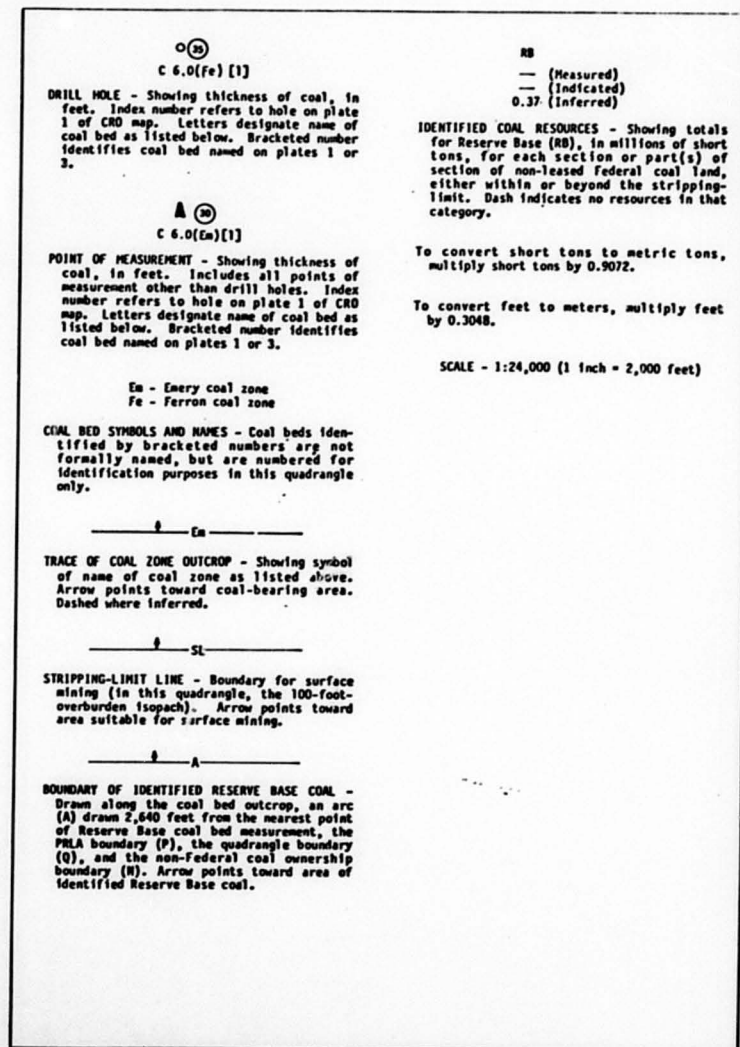 35
C 6.0(Fe) [1]
DRILL HOLE - Showing thickness of coal, in
feet. Index number refers to hole on plate
1 of CRO map. Letters designate name of
coal bed as listed below. Bracketed number
identifies coal bed named on plates 1 or
3.
30
C 6.0(Em)[1]
POINT OF MEASUREMENT - Showing thickness of
coal, in feet. Includes all points of
measurement other than drill holes. Index
number refers to hole on plate 1 of CRO
map. Letters designate name of coal bed as
listed below. Bracketed number identifies
coal bed named on plates 1 or 3.
Em - Emery coal zone
Fe - Ferron coal zone
COAL BED SYMBOLS AND NAMES - Coal beds iden-
tified by bracketed numbers are not
formally named, but are numbered for
identification purposes in this quadrangle
only.
Em
TRACE OF COAL ZONE OUTCROP - Showing symbol
of name of coal zone as listed above.
Arrow points toward coal-bearing area.
Dashed where inferred.
SL
STRIPPING-LIMIT LINE - Boundary for surface
mining (in this quadrangle, the 100-foot-
overburden isopach). Arrow points toward
area suitable for surface mining.
A
BOUNDARY OF IDENTIFIED RESERVE BASE COAL -
Drawn along the coal bed outcrop, an arc
(A) drawn 2,640 feet from the nearest point
of Reserve Base coal bed measurement, the
PRLA boundary (P), the quadrangle boundary
(Q), and the non-Federal coal ownership
boundary (N). Arrow points toward area of
identified Reserve Base coal.
RB
— (Measured)
— (Indicated)
0.37 (Inferred)
IDENTIFIED COAL RESOURCES - Showing totals
for Reserve Base (RB), in millions of short
tons, for each section or part(s) of
section of non-leased Federal coal land,
either within or beyond the stripping-
limit. Dash indicates no resources in that
category.
To convert short tons to metric tons,
multiply short tons by 0.9072.
To convert feet to meters, multiply feet
by 0.3048.
SCALE - 1:24,000 (1 inch = 2,000 feet)